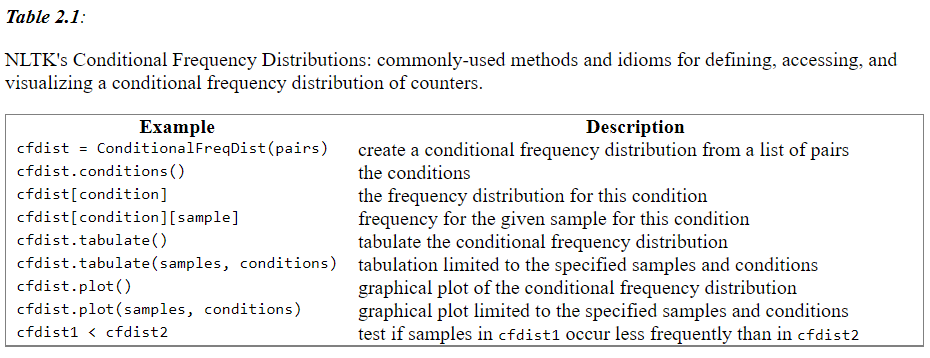 Table 2.1:
NLTK's Conditional Frequency Distributions: commonly-used methods and idioms for defining, accessing, and
visualizing a conditional frequency distribution of counters.
Example Description
cfdist = ConditionalFreqDist(pairs) create a conditional frequency distribution from a list of pairs
cfdist.conditions() the conditions
cfdist[condition] the frequency distribution for this condition
cfdist[condition][sample] frequency for the given sample for this condition
cfdist.tabulate() tabulate the conditional frequency distribution
cfdist.tabulate(samples, conditions) tabulation limited to the specified samples and conditions
cfdist.plot() graphical plot of the conditional frequency distribution
cfdist.plot(samples, conditions) graphical plot limited to the specified samples and conditions
cfdist1 < cfdist2 test if samples in cfdist1 occur less frequently than in cfdist2